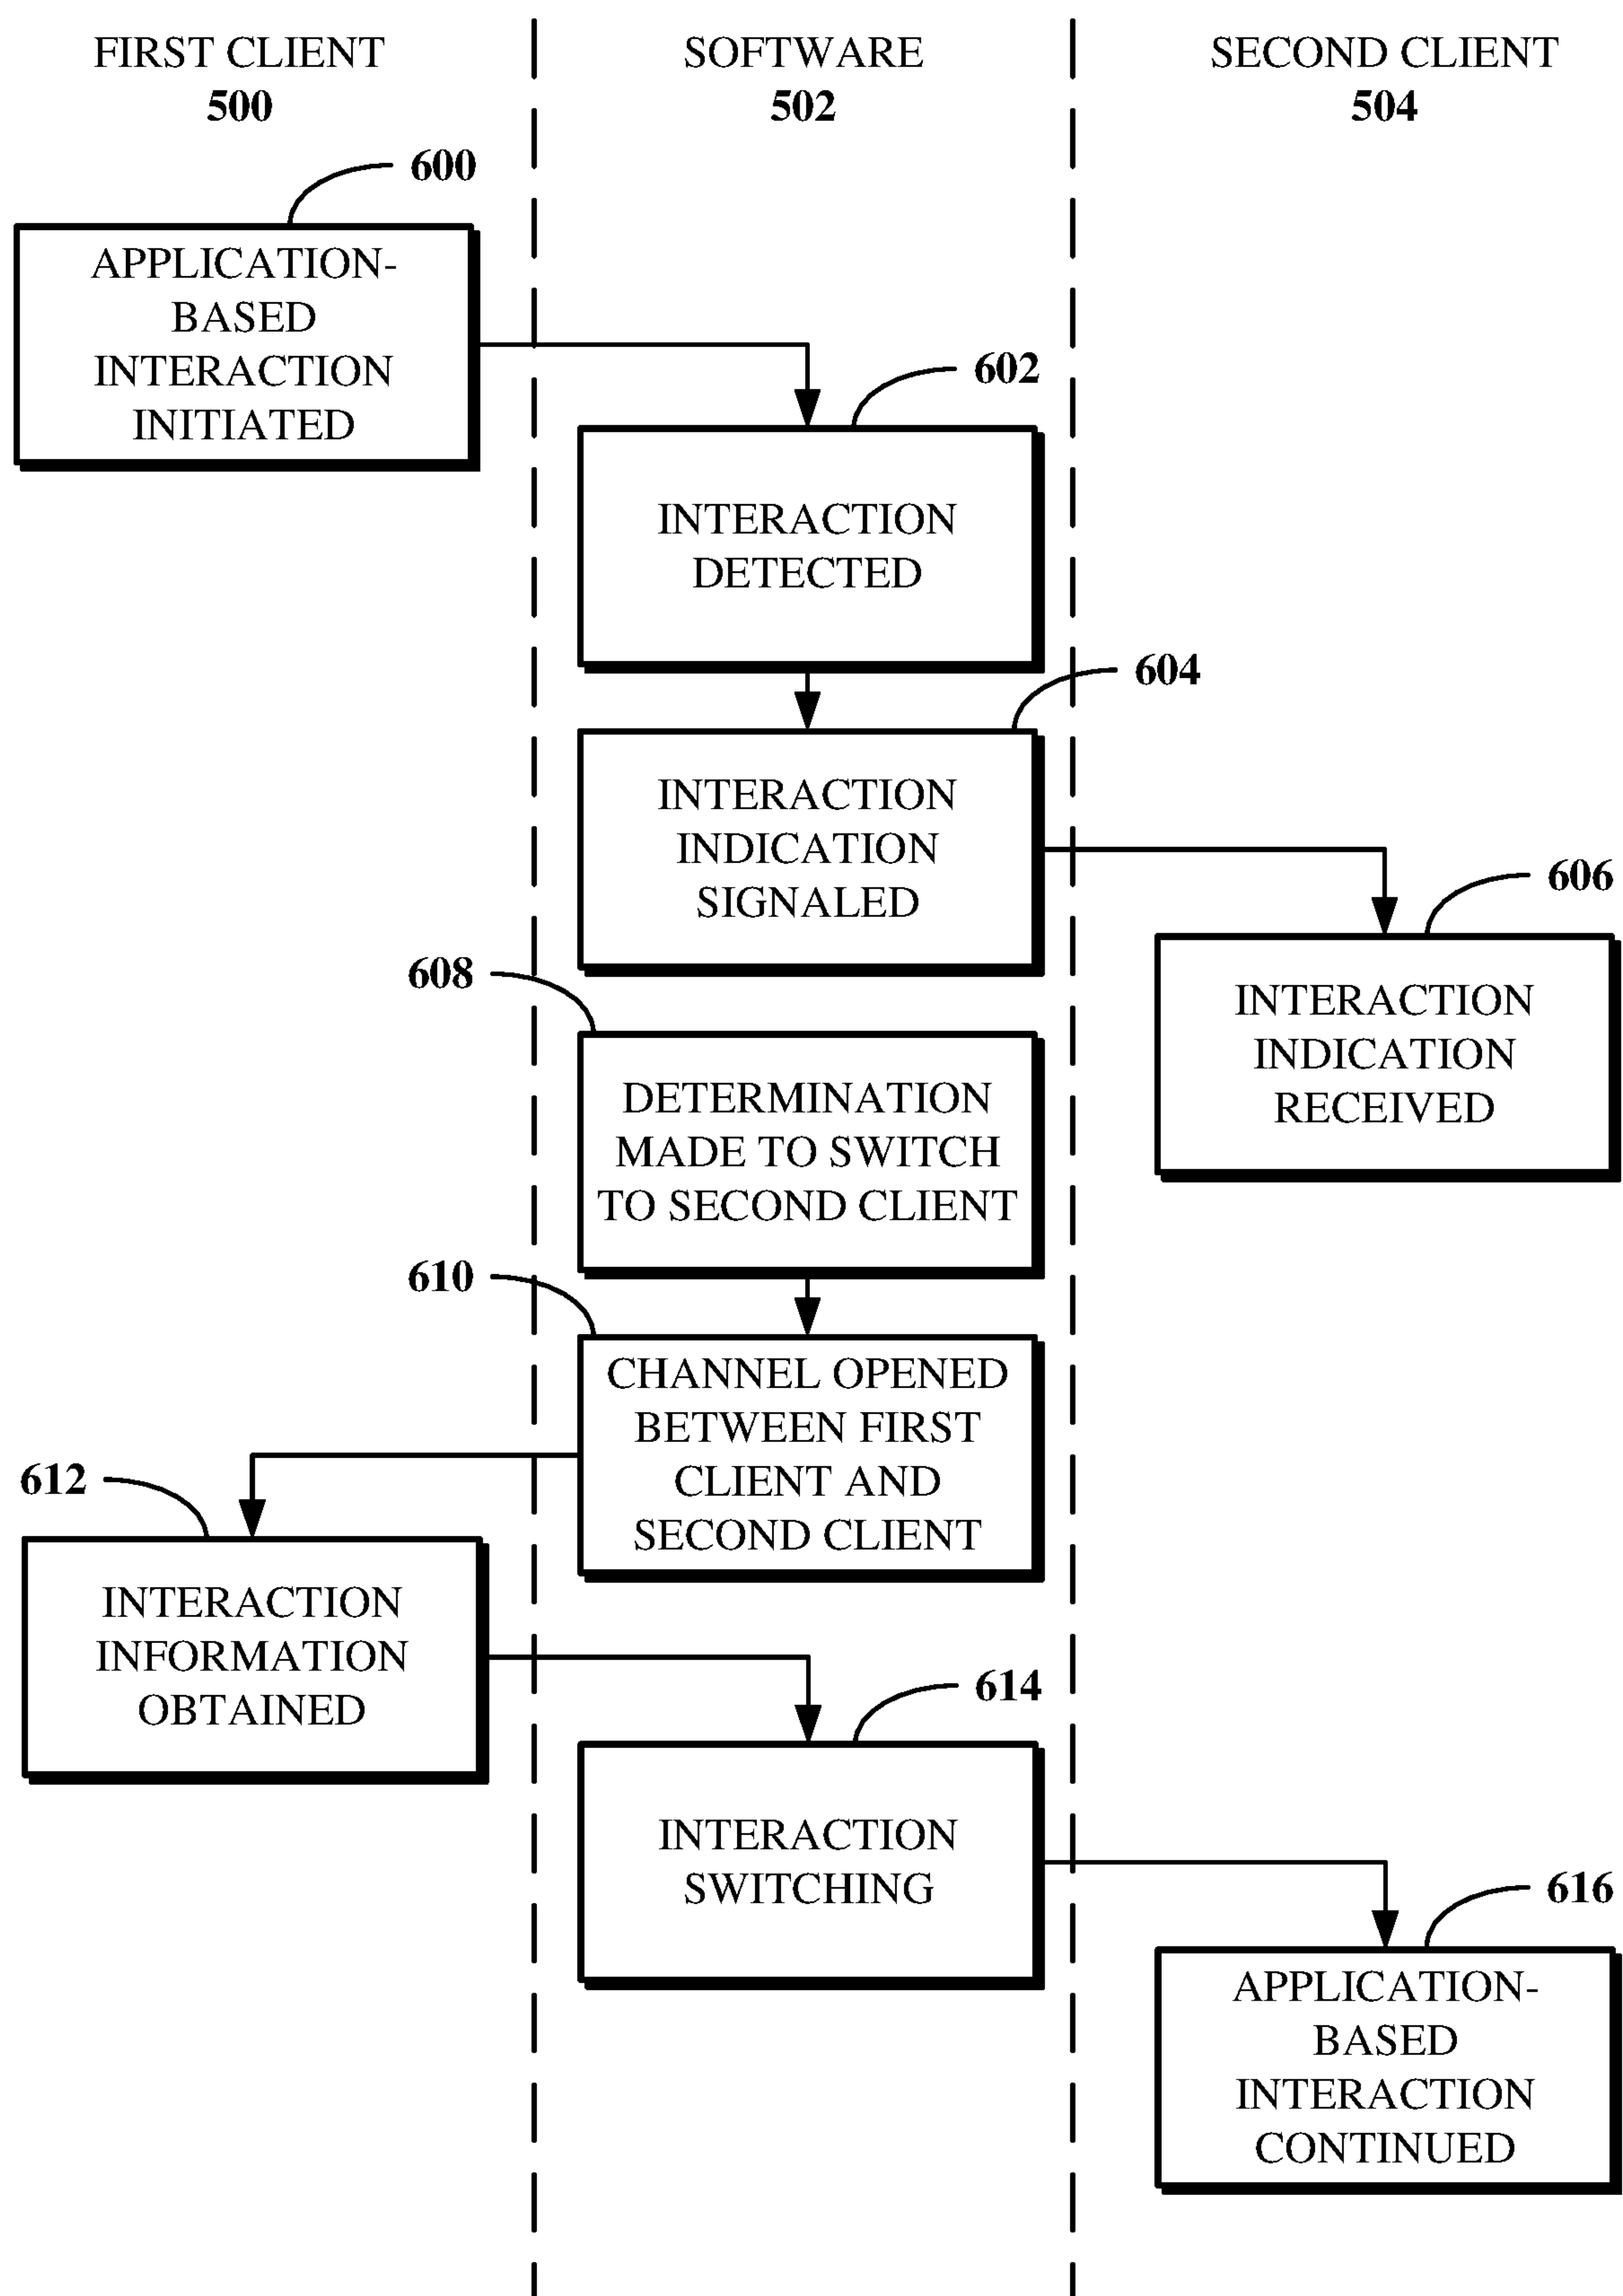 FIRST CLIENT
500
SOFTWARE
502
SECOND CLIENT
504
600
APPLICATION-
BASED
INTERACTION
INITIATED
602
INTERACTION
DETECTED
604
INTERACTION
INDICATION
SIGNALED
606
INTERACTION
INDICATION
RECEIVED
608
DETERMINATION
MADE TO SWITCH
TO SECOND CLIENT
610
CHANNEL OPENED
BETWEEN FIRST
CLIENT AND
SECOND CLIENT
612
INTERACTION
INFORMATION
OBTAINED
614
INTERACTION
SWITCHING
616
APPLICATION-
BASED
INTERACTION
CONTINUED